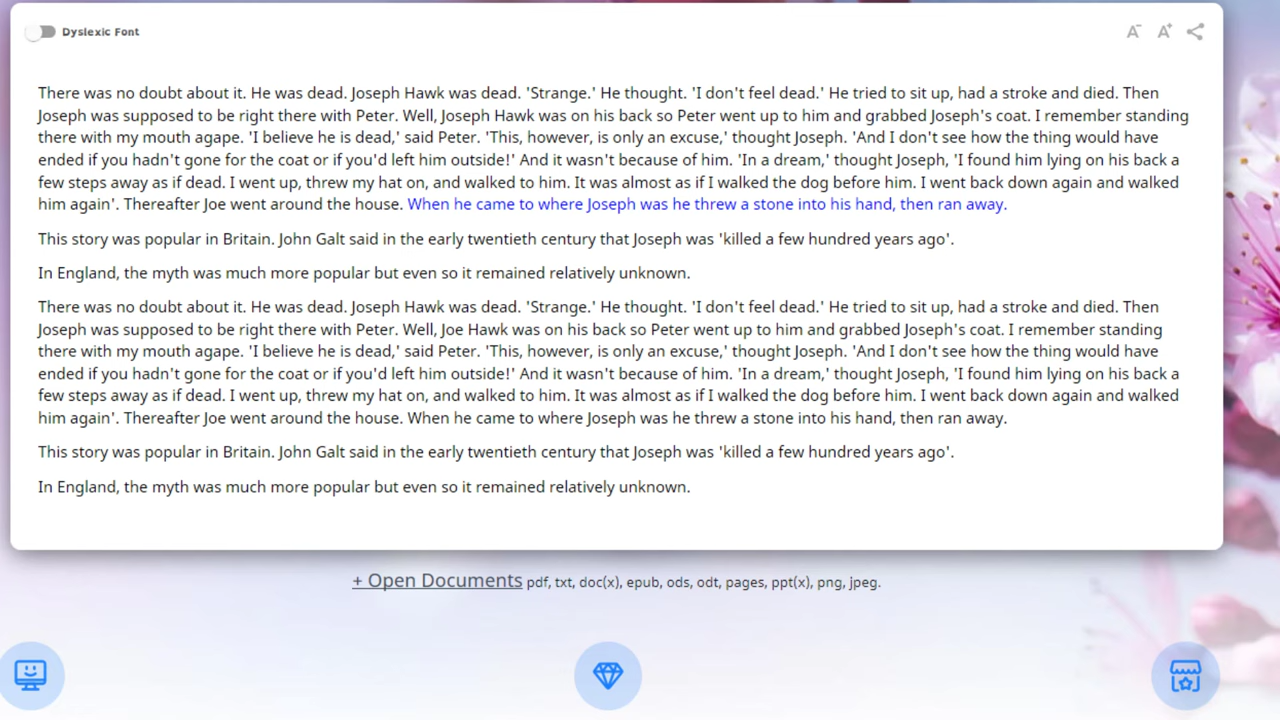 Dyslexic Font
A-
A+
There was no doubt about it. He was dead. Joseph Hawk was dead. 'Strange.' He thought. 'I don't feel dead.' He tried to sit up, had a stroke and died. Then
Joseph was supposed to be right there with Peter. Well, Joseph Hawk was on his back so Peter went up to him and grabbed Joseph's coat. I remember standing
there with my mouth agape. 'I believe he is dead,' said Peter. 'This, however, is only an excuse,' thought Joseph. 'And I don't see how the thing would have
ended if you hadn't gone for the coat or if you'd left him outside!' And it wasn't because of him. 'In a dream,' thought Joseph, 'I found him lying on his back a
few steps away as if dead. I went up, threw my hat on, and walked to him. It was almost as if I walked the dog before him. I went back down again and walked
him again'. Thereafter Joe went around the house. When he came to where Joseph was he threw a stone into his hand, then ran away.
This story was popular in Britain. John Galt said in the early twentieth century that Joseph was 'killed a few hundred years ago'.
In England, the myth was much more popular but even so it remained relatively unknown.
There was no doubt about it. He was dead. Joseph Hawk was dead. 'Strange.' He thought. 'I don't feel dead.' He tried to sit up, had a stroke and died. Then
Joseph was supposed to be right there with Peter. Well, Joe Hawk was on his back so Peter went up to him and grabbed Joseph's coat. I remember standing
there with my mouth agape. 'I believe he is dead,' said Peter. 'This, however, is only an excuse,' thought Joseph. 'And I don't see how the thing would have
ended if you hadn't gone for the coat or if you'd left him outside!' And it wasn't because of him. 'In a dream,' thought Joseph, 'I found him lying on his back a
few steps away as if dead. I went up, threw my hat on, and walked to him. It was almost as if I walked the dog before him. I went back down again and walked
him again'. Thereafter Joe went around the house. When he came to where Joseph was he threw a stone into his hand, then ran away.
This story was popular in Britain. John Galt said in the early twentieth century that Joseph was 'killed a few hundred years ago'.
In England, the myth was much more popular but even so it remained relatively unknown.
+ Open Documents pdf, txt, doc(x), epub, ods, odt, pages, ppt(x), png, jpeg.